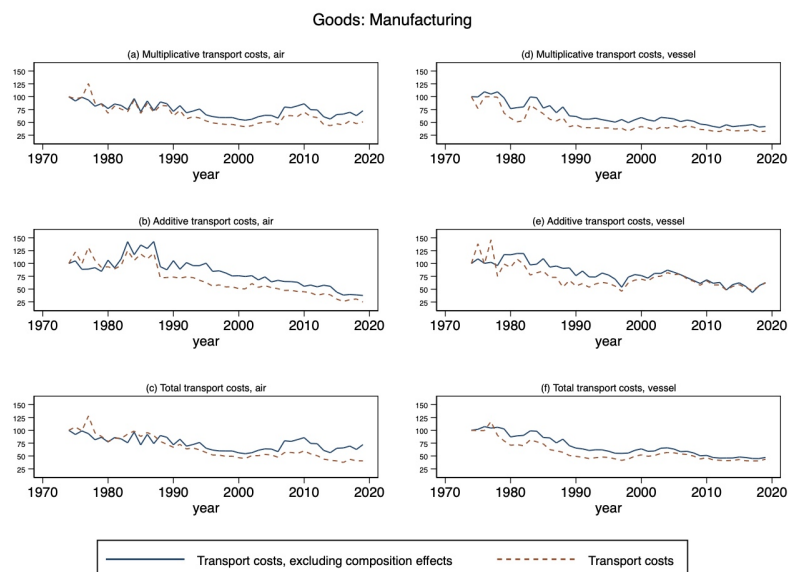 Goods: Manufacturing
(a) Multiplicative transport costs, air
150
125
100
75
50
25
1970 1980 1990 2000 2010 2020
year
(d) Multiplicative transport costs, vessel
150
125
100
75
50
25
1970 1980 1990 2000 2010 2020
year
(b) Additive transport costs, air
150
125
100
75
50
25
1970 1980 1990 2000 2010 2020
year
(e) Additive transport costs, vessel
150
125
100
75
50
25
1970 1980 1990 2000 2010 2020
year
(c) Total transport costs, air
150
125
100
75
50
25
1970 1980 1990 2000 2010 2020
year
(f) Total transport costs, vessel
150
125
100
75
50
25
1970 1980 1990 2000 2010 2020
year
Transport costs, excluding composition effects Transport costs